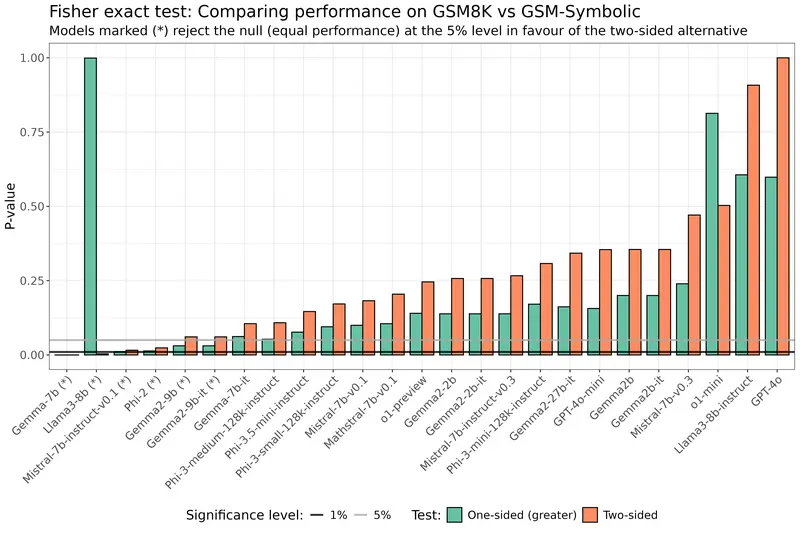 Fisher exact test: Comparing performance on GSM8K vs GSM-Symbolic
Models marked (*) reject the null (equal performance) at the 5% level in favour of the two-sided alternative
P-value
1.00
0.75
0.50
0.25
0.00
Gemma-7b (*)
Llama3-8b (*)
Mistral-7b-instruct-v0.1 (*)
Phi-2 (*)
Gemma2-9b (*)
Gemma2-9b-it (*)
Gemma-7b-it
Phi-3-medium-128k-instruct
Phi-3.5-mini-instruct
Phi-3-small-128k-instruct
Mistral-7b-v0.1
Mathstral-7b-v0.1
o1-preview
Gemma2-2b
Gemma2-2b-it
Mistral-7b-instruct-v0.3
Phi-3-mini-128k-instruct
Gemma2-27b-it
GPT-4o-mini
Gemma2b
Gemma2b-it
Mistral-7b-v0.3
o1-mini
Llama3-8b-instruct
GPT-4o
Significance level: 1% 5% Test: One-sided (greater) Two-sided